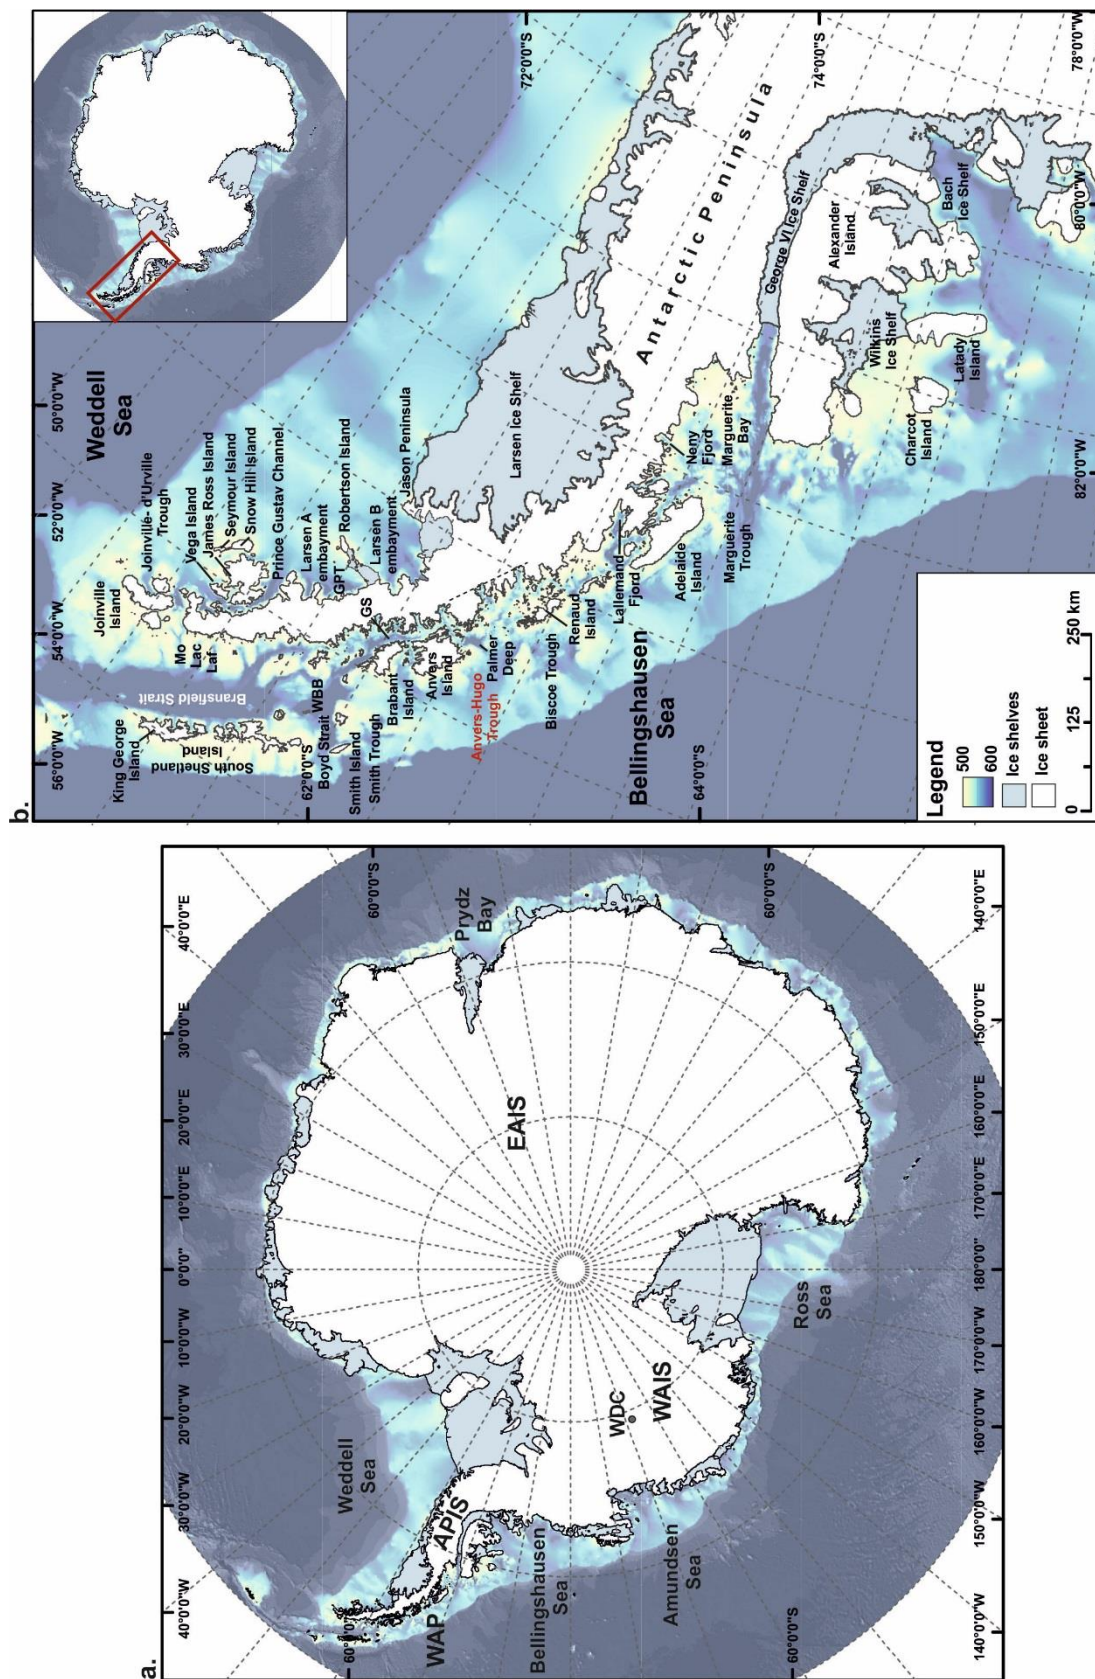 a.
40°0'0"W
30°0'0"W
20°0'0"W
10°0'0"W
0°0'0"
10°0'0"E
20°0'0"E
30°0'0"E
40°0'0"E
60°0'0"S
60°0'0"S
Weddell
Sea
APIS
WAP
Bellingshausen
Sea
Amundsen
Sea
EAIS
Prydz
Bay
WDC
WAIS
Ross
Sea
60°0'0"S
60°0'0"S
140°0'0"W
150°0'0"W
160°0'0"W
170°0'0"W
180°0'0"
170°0'0"E
160°0'0"E
150°0'0"E
140°0'0"E
b.
56°0'0"W
54°0'0"W
52°0'0"W
50°0'0"W
Weddell
Sea
King George
Island
South Shetland
Island
Bransfield Strait
Joinville
Island
Joinville- d'Urville
Trough
Vega Island
James Ross Island
Seymour Island
Snow Hill Island
Prince Gustav Channel
Larsen A
embayment
GPT
Robertson Island
Larsen B
embayment
Jason Peninsula
Mo
Lac
Laf
62°0'0"S
Boyd Strait
WBB
GS
Smith Island
Smith Trough
Brabant
Island
Anvers
Island
Anvers-Hugo
Trough
Palmer
Deep
Biscoe Trough
Renaud
Island
Larsen Ice Shelf
Antarctic Peninsula
72°0'0"S
Bellingshausen
Sea
64°0'0"S
Lallemand
Fjord
Adelaide
Island
Neny
Fjord
Marguerite
Bay
Marguerite
Trough
George VI Ice Shelf
74°0'0"S
Alexander
Island
Wilkins
Ice Shelf
Bach
Ice Shelf
Charcot
Island
Latady
Island
78°0'0"W
80°0'0"W
82°0'0"W
Legend
500
600
Ice shelves
Ice sheet
0
125
250 km